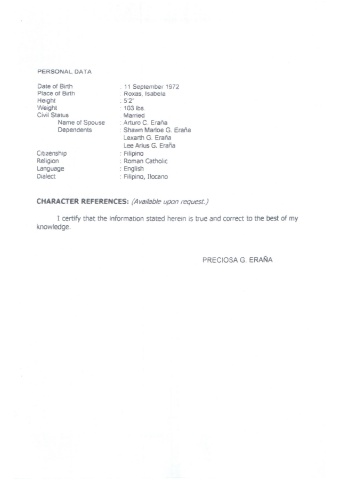 PERSONAL DATA
Date of Birth : 11 September 1972
Place of Birth : Roxas, Isabela
Height : 5'2"
Weight : 103 lbs
Civil Status : Married
Name of Spouse : Arturo C. Eraña
Dependents : Shawn Marloe G. Eraña
Lexarth G. Eraña
Lee Arius G. Eraña
Citizenship : Filipino
Religion : Roman Catholic
Language : English
Dialect : Filipino, Ilocano
CHARACTER REFERENCES: (Available upon request.)
I certify that the information stated herein is true and correct to the best of my
knowledge.
PRECIOSA G. ERAÑA